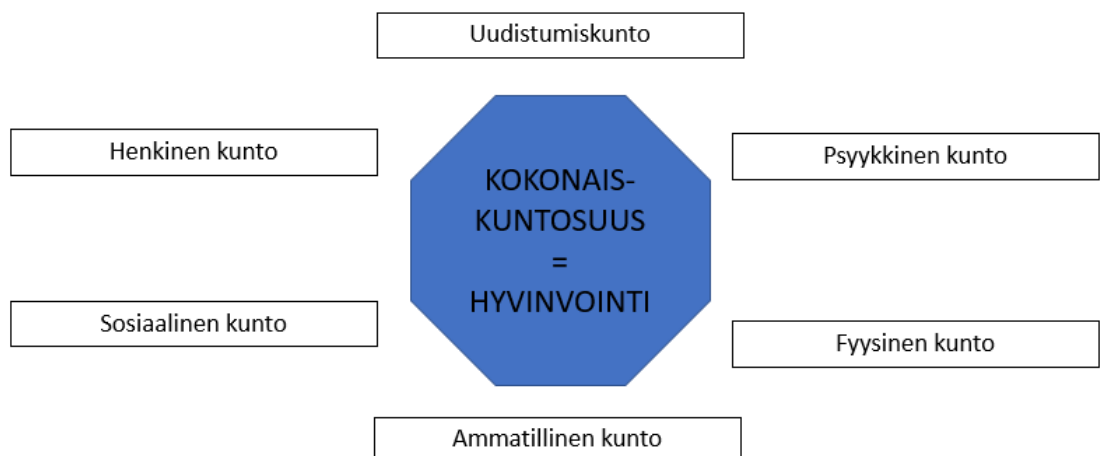 Uudistumiskunto
Henkinen kunto
Psyykkinen kunto
KOKONAIS-
KUNTOSUUS
=
HYVINVOINTI
Sosiaalinen kunto
Fyysinen kunto
Ammatillinen kunto